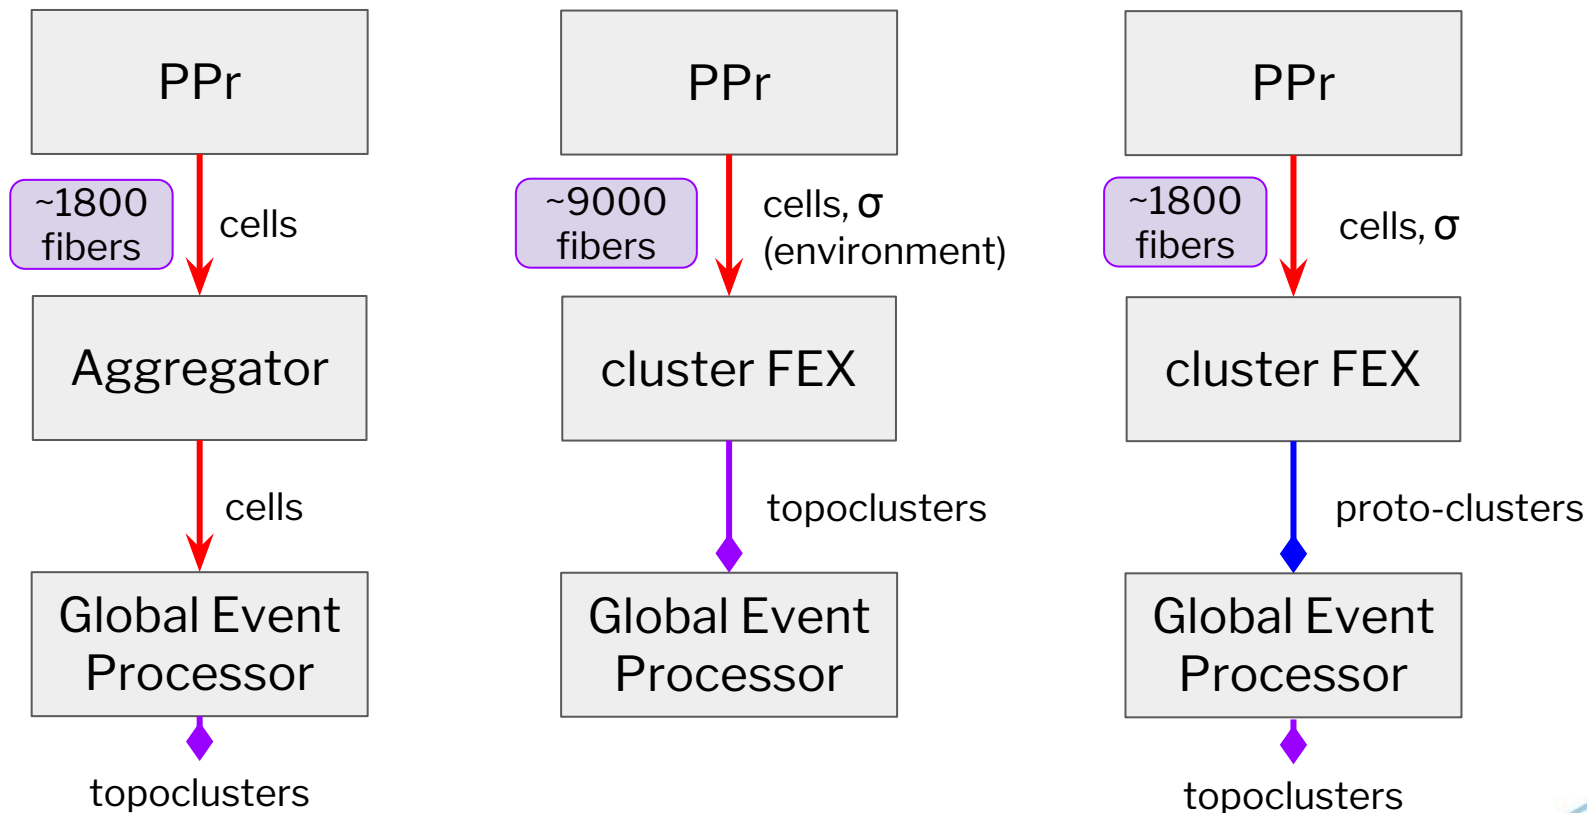 PPr
~1800
fibers
cells
Aggregator
cells
Global Event
Processor
topoclusters
PPr
~9000
fibers
cells, σ
(environment)
cluster FEX
topoclusters
Global Event
Processor
PPr
~1800
fibers
cells, σ
cluster FEX
proto-clusters
Global Event
Processor
topoclusters